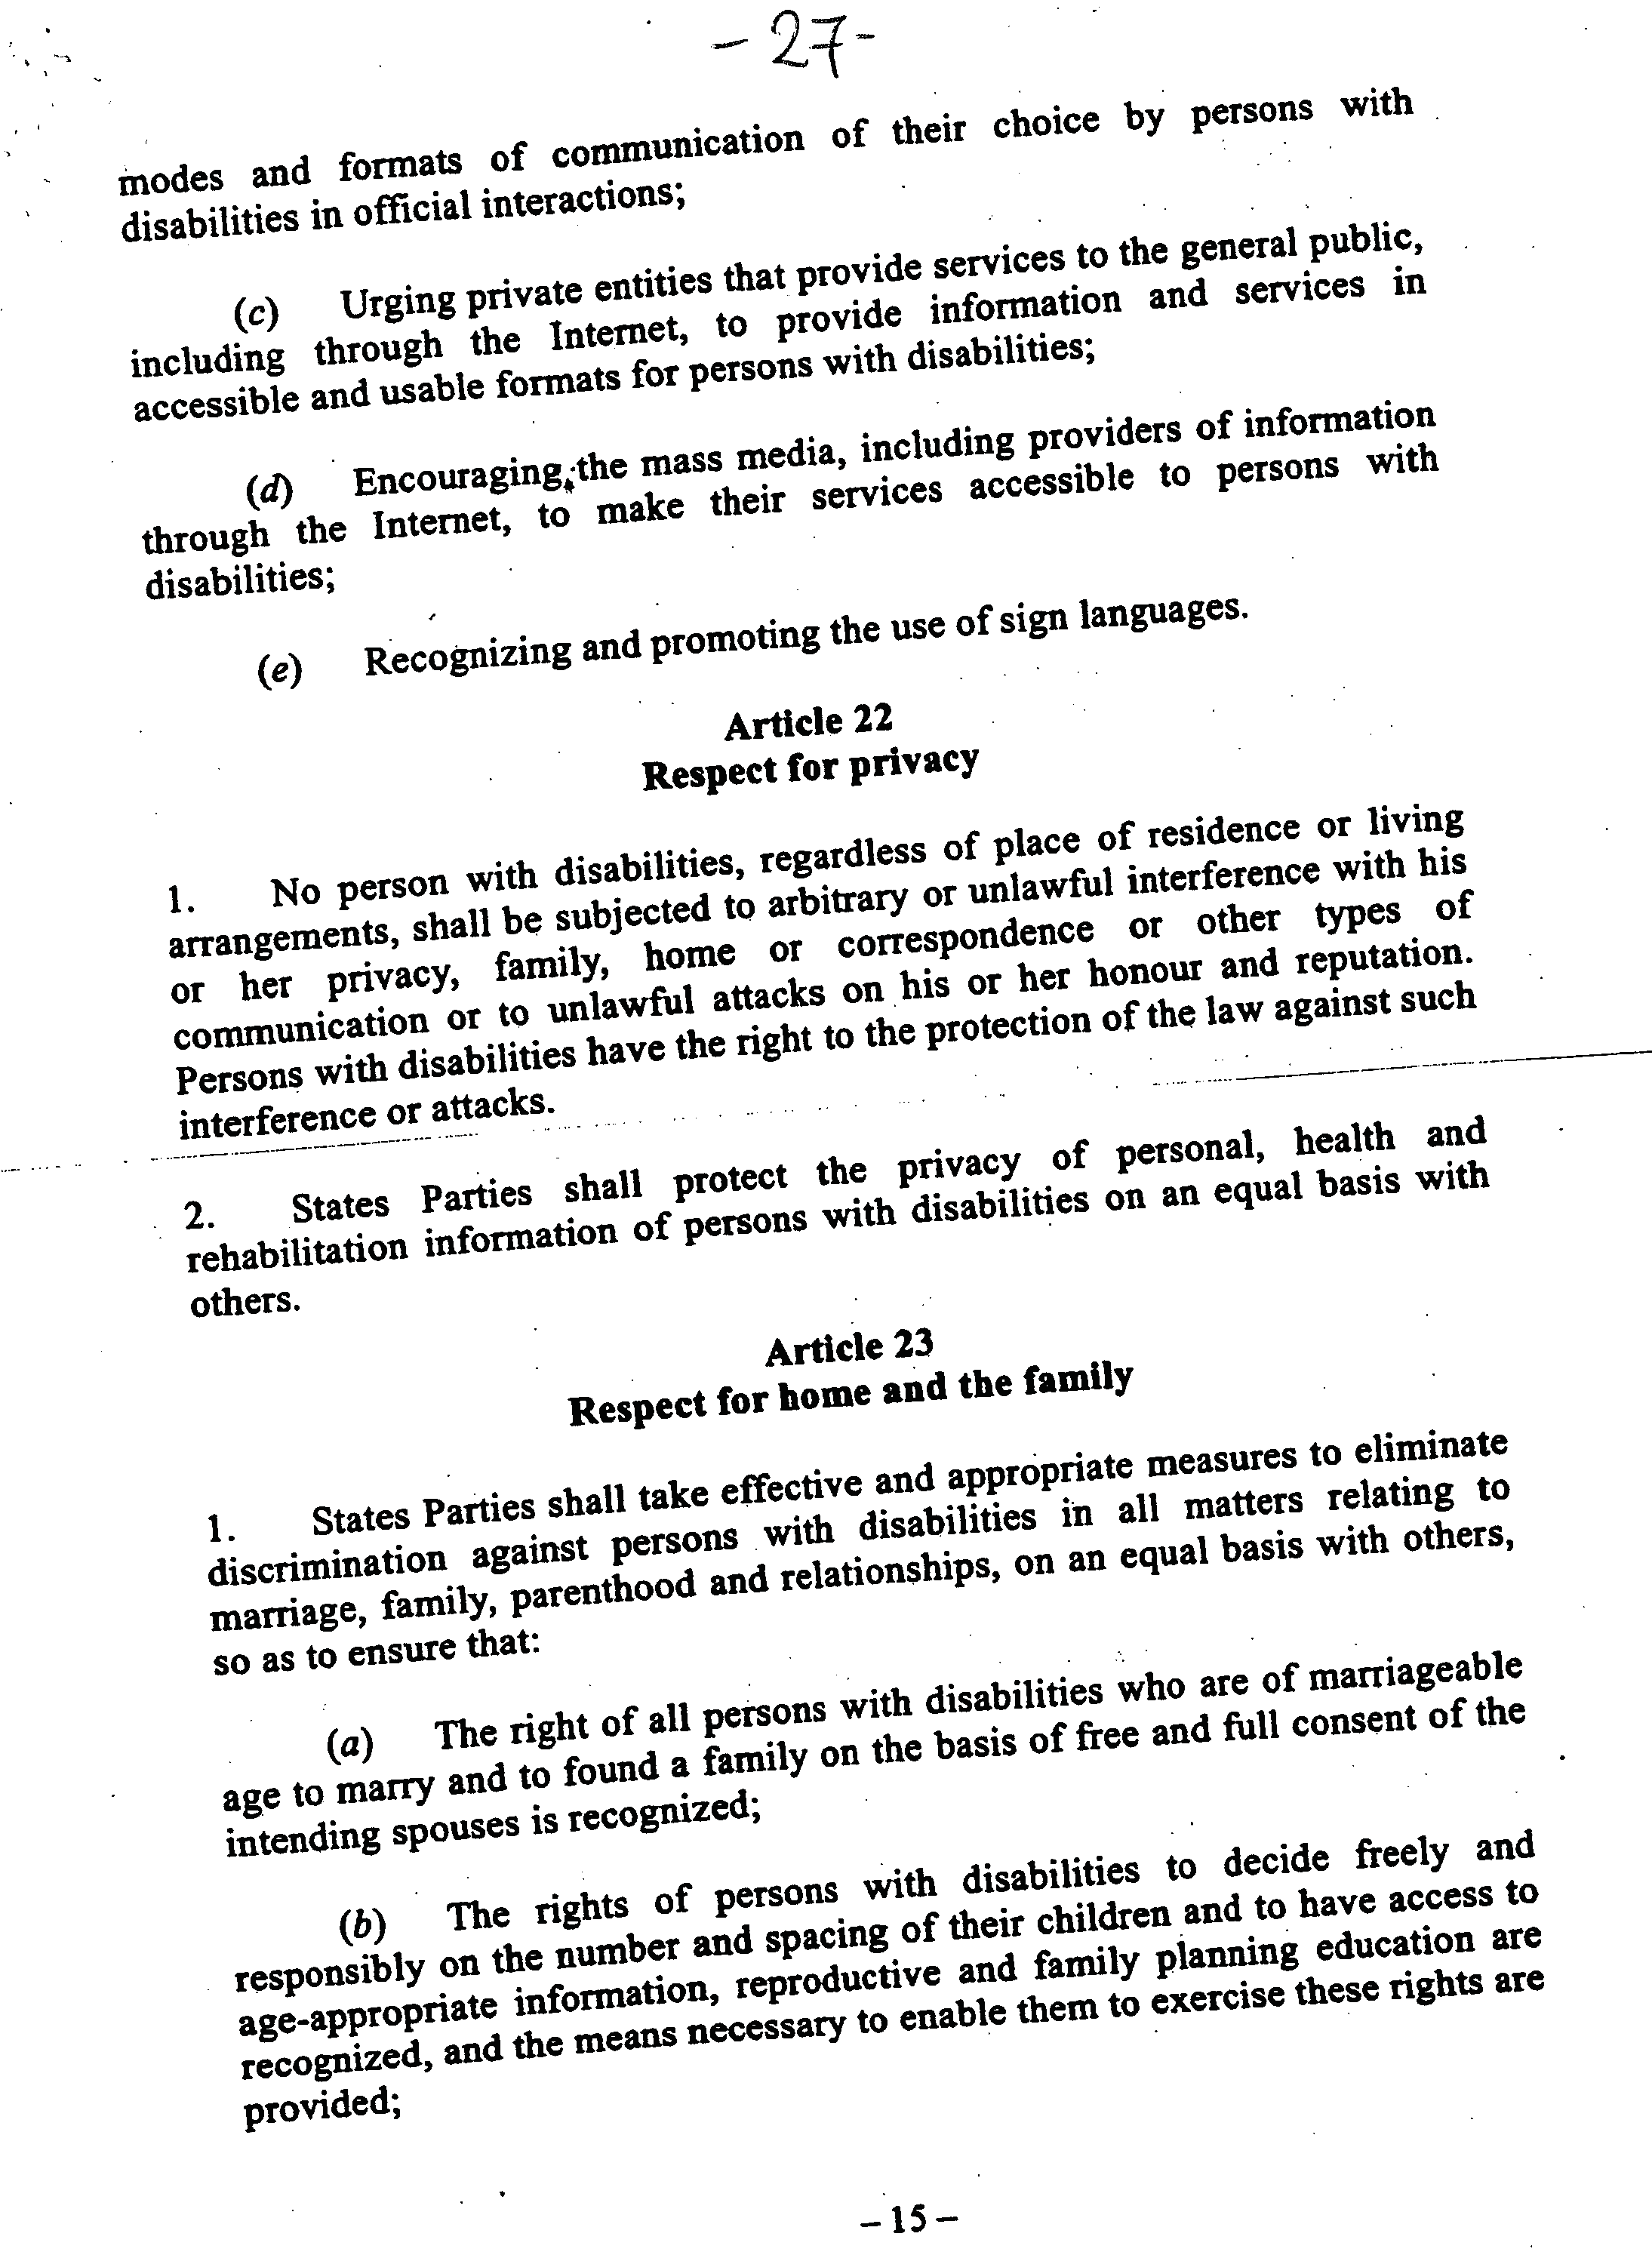 - 27 -
modes and formats of communication of their choice by persons with
disabilities in official interactions;
(c) Urging private entities that provide services to the general public,
including through the Internet, to provide information and services in
accessible and usable formats for persons with disabilities;
(d) Encouraging the mass media, including providers of information
through the Internet, to make their services accessible to persons with
disabilities;
(e) Recognizing and promoting the use of sign languages.
Article 22
Respect for privacy
1. No person with disabilities, regardless of place of residence or living
arrangements, shall be subjected to arbitrary or unlawful interference with his
or her privacy, family, home or correspondence or other types of
communication or to unlawful attacks on his or her honour and reputation.
Persons with disabilities have the right to the protection of the law against such
interference or attacks.
2. States Parties shall protect the privacy of personal, health and
rehabilitation information of persons with disabilities on an equal basis with
others.
Article 23
Respect for home and the family
1. States Parties shall take effective and appropriate measures to eliminate
discrimination against persons with disabilities in all matters relating to
marriage, family, parenthood and relationships, on an equal basis with others,
so as to ensure that:
(a) The right of all persons with disabilities who are of marriageable
age to marry and to found a family on the basis of free and full consent of the
intending spouses is recognized;
(b) The rights of persons with disabilities to decide freely and
responsibly on the number and spacing of their children and to have access to
age-appropriate information, reproductive and family planning education are
recognized, and the means necessary to enable them to exercise these rights are
provided;
– 15 –